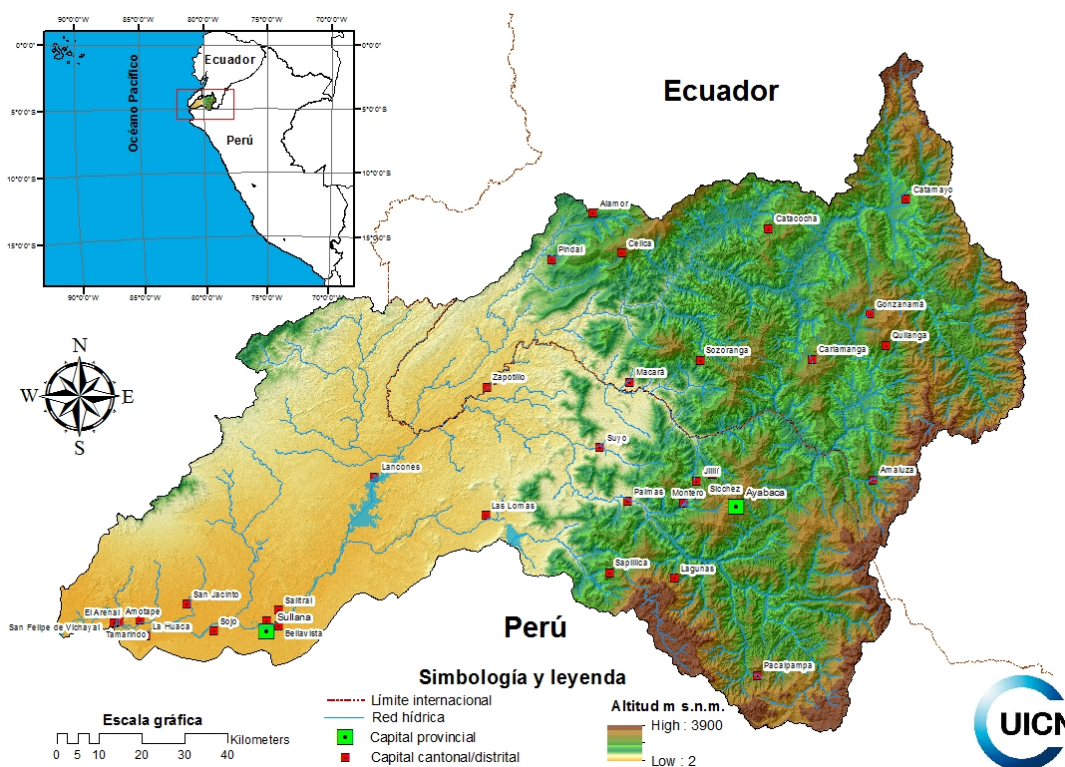 90°0'0"W 85°0'0"W 80°0'0"W 75°0'0"W 70°0'0"W
0°0'0" 0°0'0"
5°0'0"S 5°0'0"S
10°0'0"S 10°0'0"S
15°0'0"S 15°0'0"S
90°0'0"W 85°0'0"W 80°0'0"W 75°0'0"W 70°0'0"W
Océano Pacífico
Ecuador
Perú
Ecuador
Catamayo
Alamor
Catacocha
Celica
Pindal
Gonzanamá
Quilanga
Sozoranga
Cariamanga
Macará
Zapotillo
N
W E
S
Suyo
Lancones
Jililí
Amaluza
Sicchez
Ayabaca
Palmas
Montero
Las Lomas
Sapillica
Lagunas
San Jacinto
Salitral
El Arenal
Amotape
Sullana
San Felipe de Vichayal
La Huaca
Sojo
Tamarindo
Bellavista
Perú
Pacaipampa
Simbología y leyenda
Límite internacional
Red hídrica
Capital provincial
Capital cantonal/distrital
Escala gráfica
Kilometers
0 5 10 20 30 40
Altitud m s.n.m.
High : 3900
Low : 2
UICN